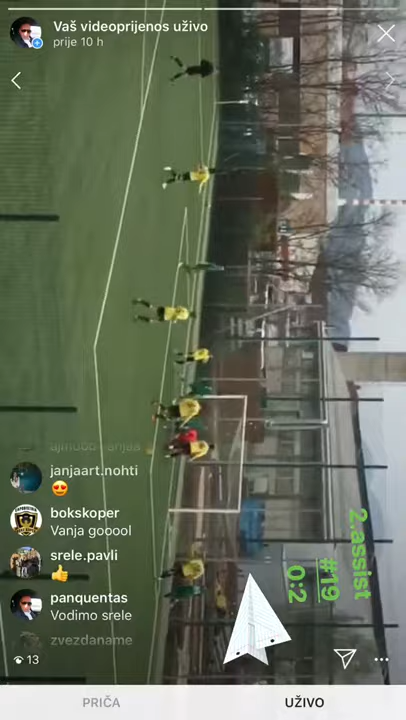 Vaš videoprijenos uživo
prije 10 h
janjaart.nohti
😍
bokskoper
Vanja gooool
srele.pavli
👍
panquentas
Vodimo srele
zvezdaname
13
2.assist
#19
0:2
PRIČA
UŽIVO